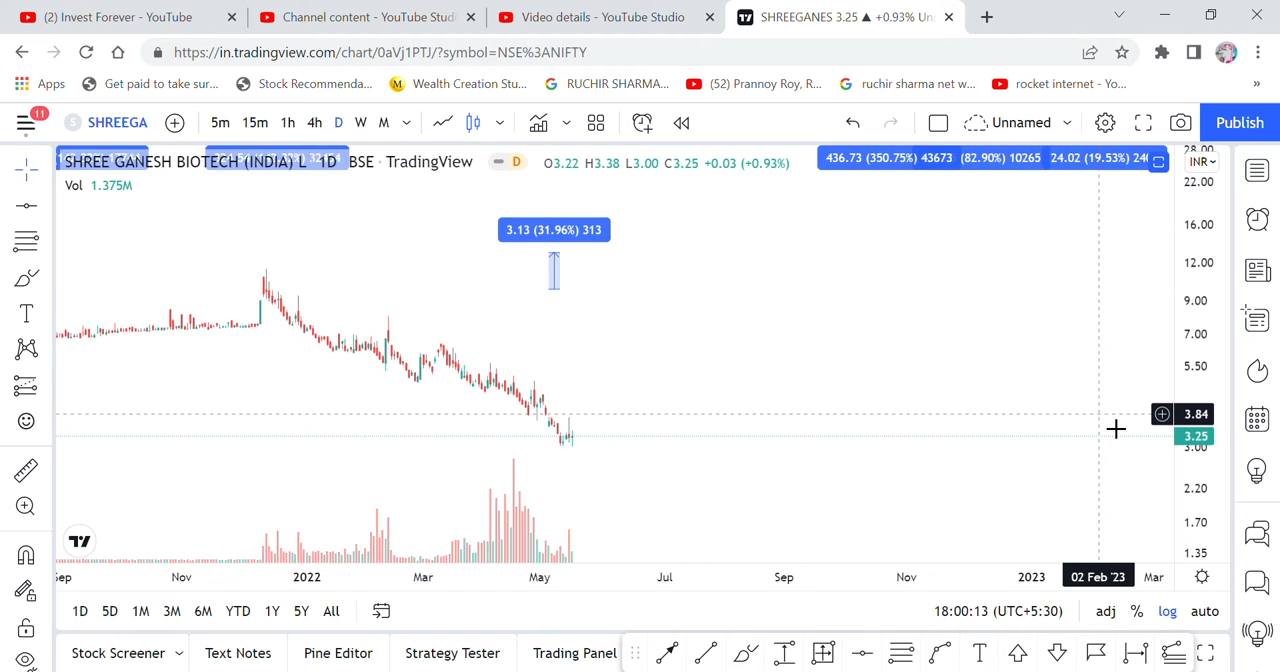 (2) Invest Forever - YouTube
Channel content - YouTube Studi
Video details - YouTube Studio
SHREEGANES 3.25 ▲ +0.93% Un
https://in.tradingview.com/chart/0aVj1PTJ/?symbol=NSE%3ANIFTY
Apps
Get paid to take sur...
Stock Recommenda...
Wealth Creation Stu...
RUCHIR SHARMA...
(52) Prannoy Roy, R...
ruchir sharma net w...
rocket internet - Yo...
11
S SHREEGA
5m 15m 1h 4h D W M
Unnamed
Publish
SHREE GANESH BIOTECH (INDIA) L · 1D · BSE · TradingView
D
O3.22 H3.38 L3.00 C3.25 +0.03 (+0.93%)
436.73 (350.75%) 43673
(82.90%) 10265
24.02 (19.53%) 240
INR
Vol 1.375M
3.13 (31.96%) 313
28.00
22.00
16.00
12.00
9.00
7.00
5.50
3.84
3.25
3.00
2.20
1.70
1.35
Sep Nov 2022 Mar May Jul Sep Nov 2023 02 Feb '23 Mar
1D 5D 1M 3M 6M YTD 1Y 5Y All
18:00:13 (UTC+5:30)
adj % log auto
Stock Screener
Text Notes
Pine Editor
Strategy Tester
Trading Panel